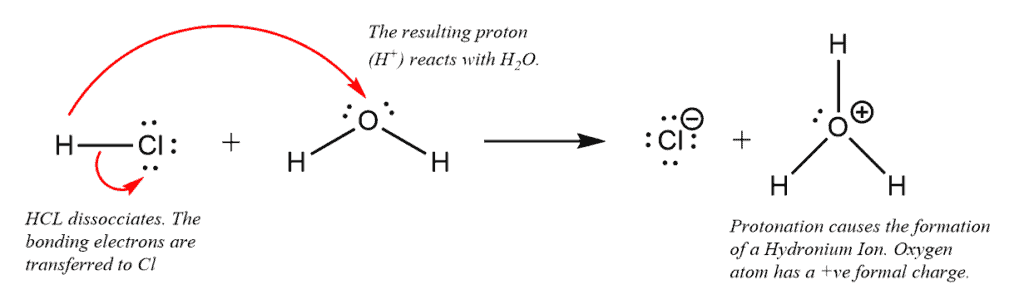 The resulting proton
(H⁺) reacts with H₂O.
H
H—Cl
+
O
H
H
Cl⊖
+
O⊕
H
H
HCL dissocciates. The
bonding electrons are
transferred to Cl
Protonation causes the formation
of a Hydronium Ion. Oxygen
atom has a +ve formal charge.